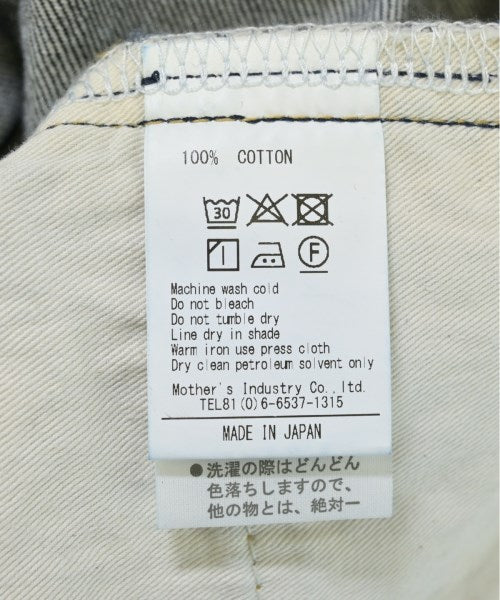 100% COTTON
30
F
Machine wash cold
Do not bleach
Do not tumble dry
Line dry in shade
Warm iron use press cloth
Dry clean petroleum solvent only
Mother's Industry Co., ltd.
TEL81(0)6-6537-1315
MADE IN JAPAN
●洗濯の際はどんどん
色落ちしますので、
他の物とは、絶対一